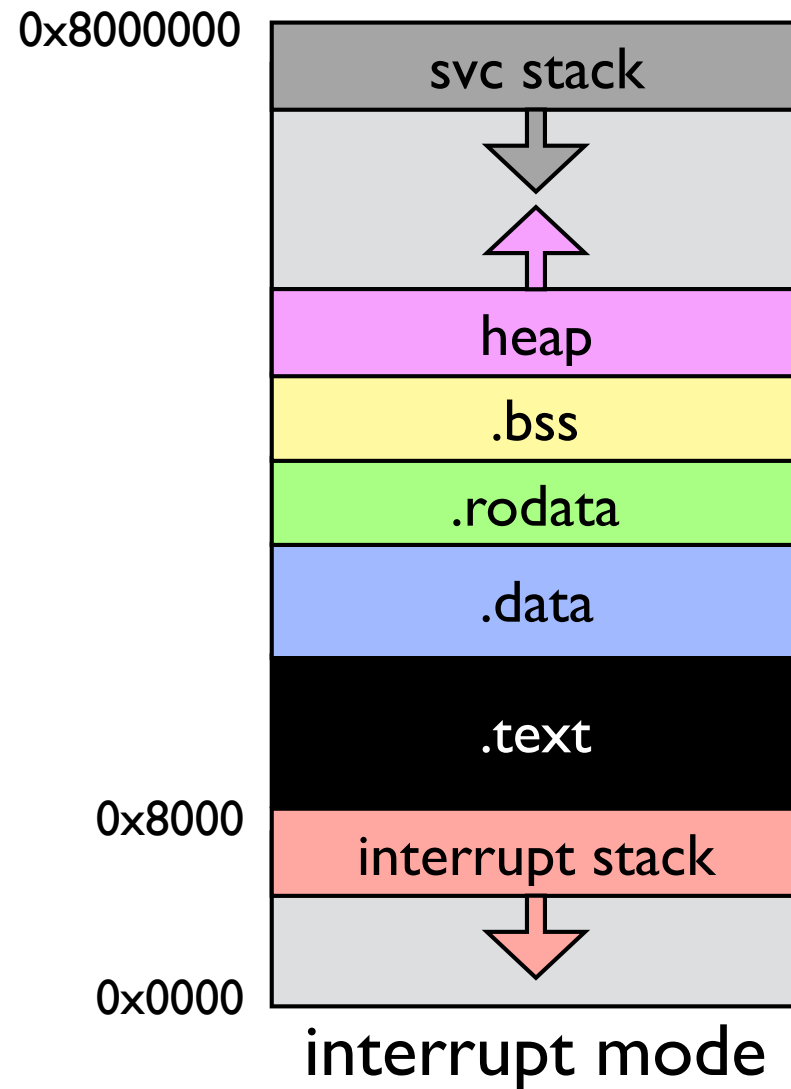 0x8000000
svc stack
heap
.bss
.rodata
.data
.text
0x8000
interrupt stack
0x0000
interrupt mode